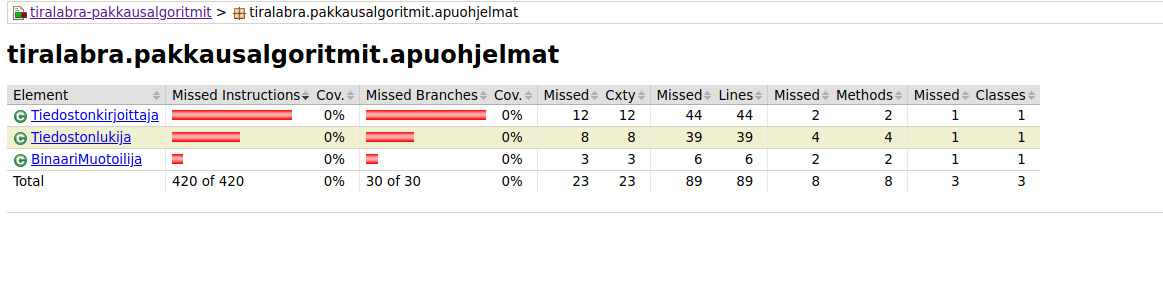 tiralabra-pakkausalgoritmit > tiralabra.pakkausalgoritmit.apuohjelmat
tiralabra.pakkausalgoritmit.apuohjelmat
Element Missed Instructions Cov. Missed Branches Cov. Missed Cxty Missed Lines Missed Methods Missed Classes
C Tiedostonkirjoittaja 0% 0% 12 12 44 44 2 2 1 1
C Tiedostonlukija 0% 0% 8 8 39 39 4 4 1 1
C BinaariMuotoilija 0% 0% 3 3 6 6 2 2 1 1
Total 420 of 420 0% 30 of 30 0% 23 23 89 89 8 8 3 3